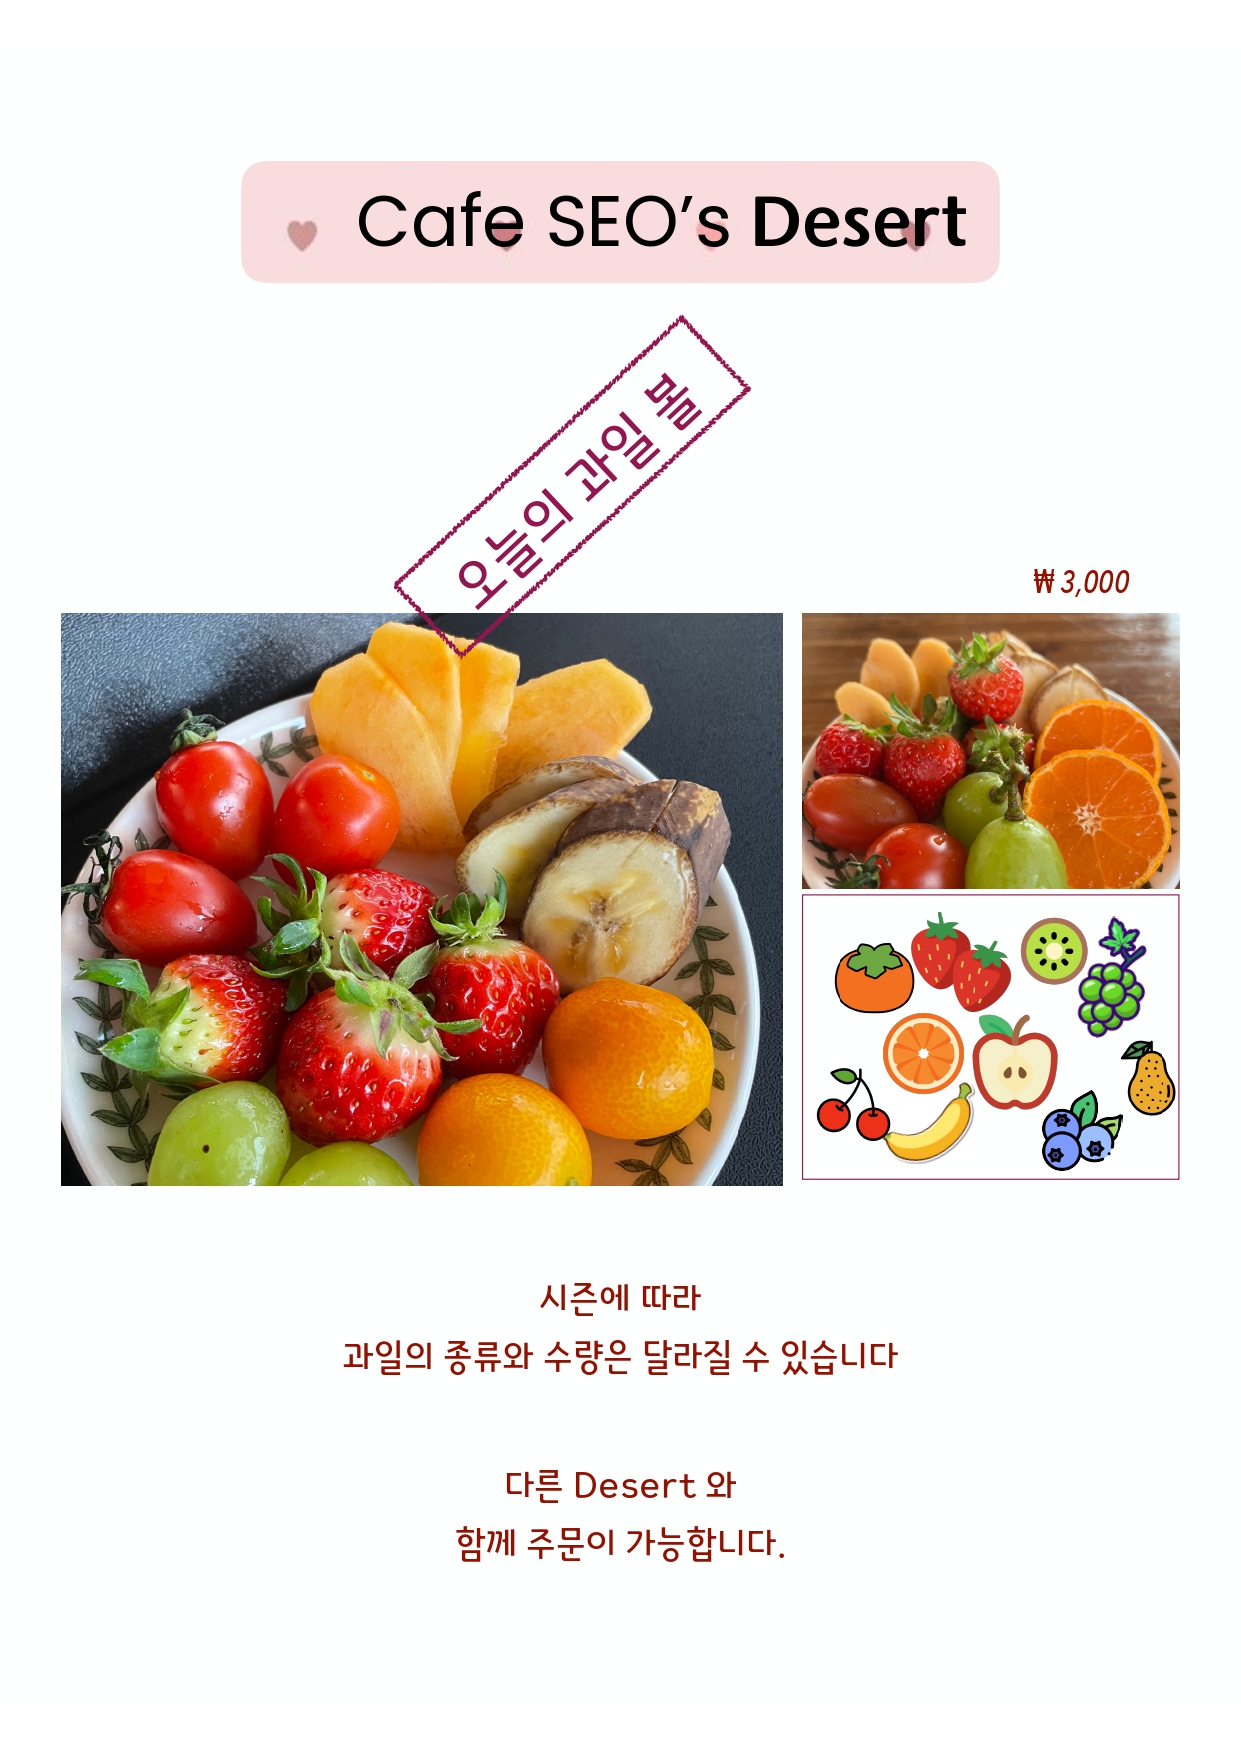 Cafe SEO’s Desert
오늘의 과일 볼
₩ 3,000
시즌에 따라
과일의 종류와 수량은 달라질 수 있습니다
다른 Desert 와
함께 주문이 가능합니다.